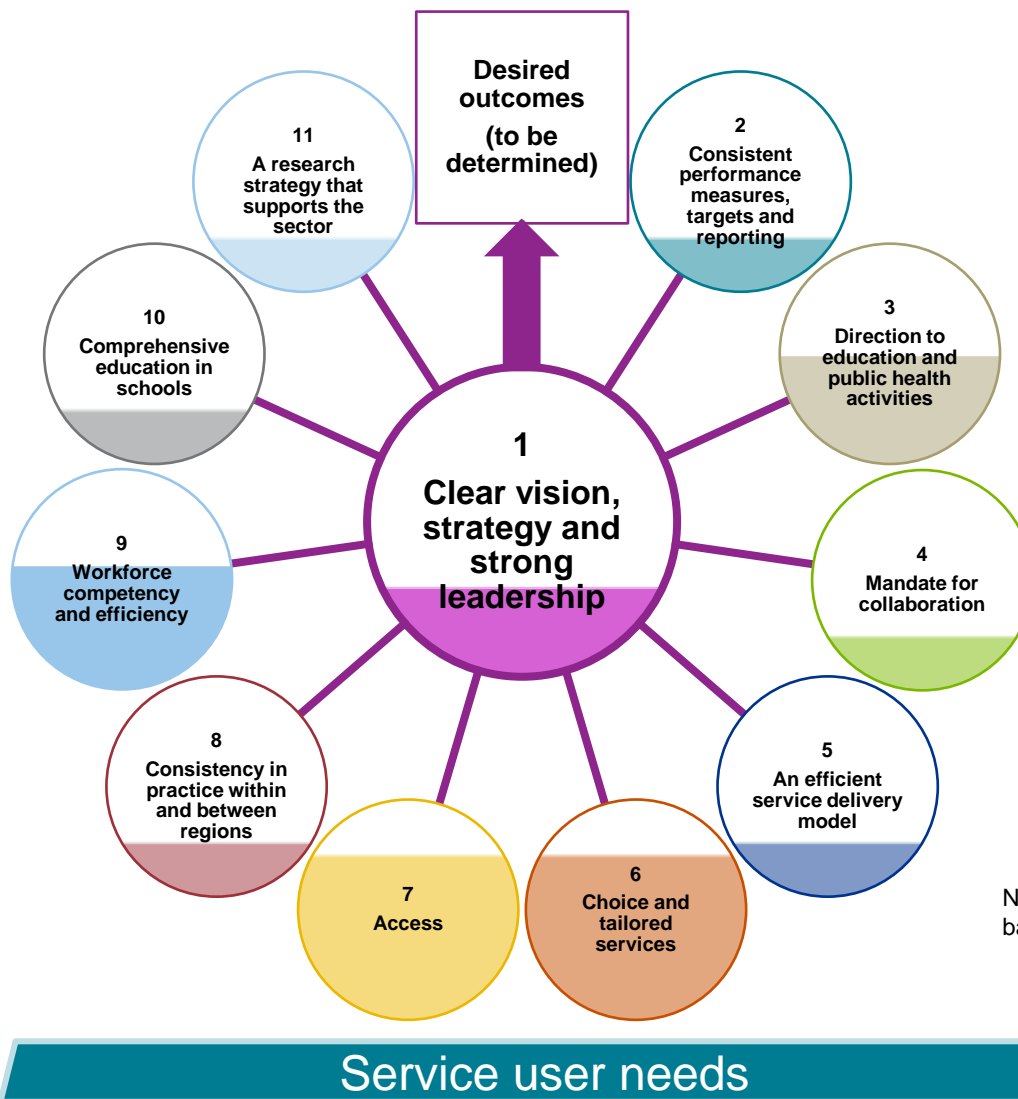 Desired
outcomes
(to be
determined)
11
A research
strategy that
supports the
sector
2
Consistent
performance
measures,
targets and
reporting
10
Comprehensive
education in
schools
3
Direction to
education and
public health
activities
1
Clear vision,
strategy and
strong
leadership
9
Workforce
competency
and efficiency
4
Mandate for
collaboration
8
Consistency in
practice within
and between
regions
5
An efficient
service delivery
model
7
Access
6
Choice and
tailored
services
Service user needs